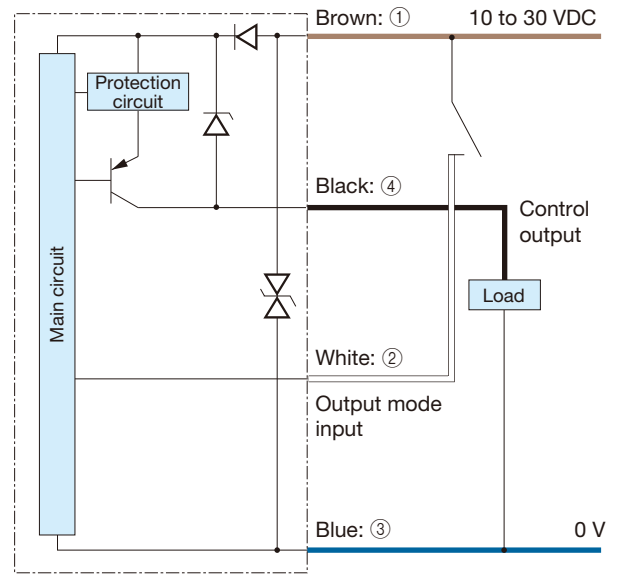 Brown: ① 10 to 30 VDC
Protection
circuit
Black: ④
Control
output
Main circuit
Load
White: ②
Output mode
input
Blue: ③ 0 V